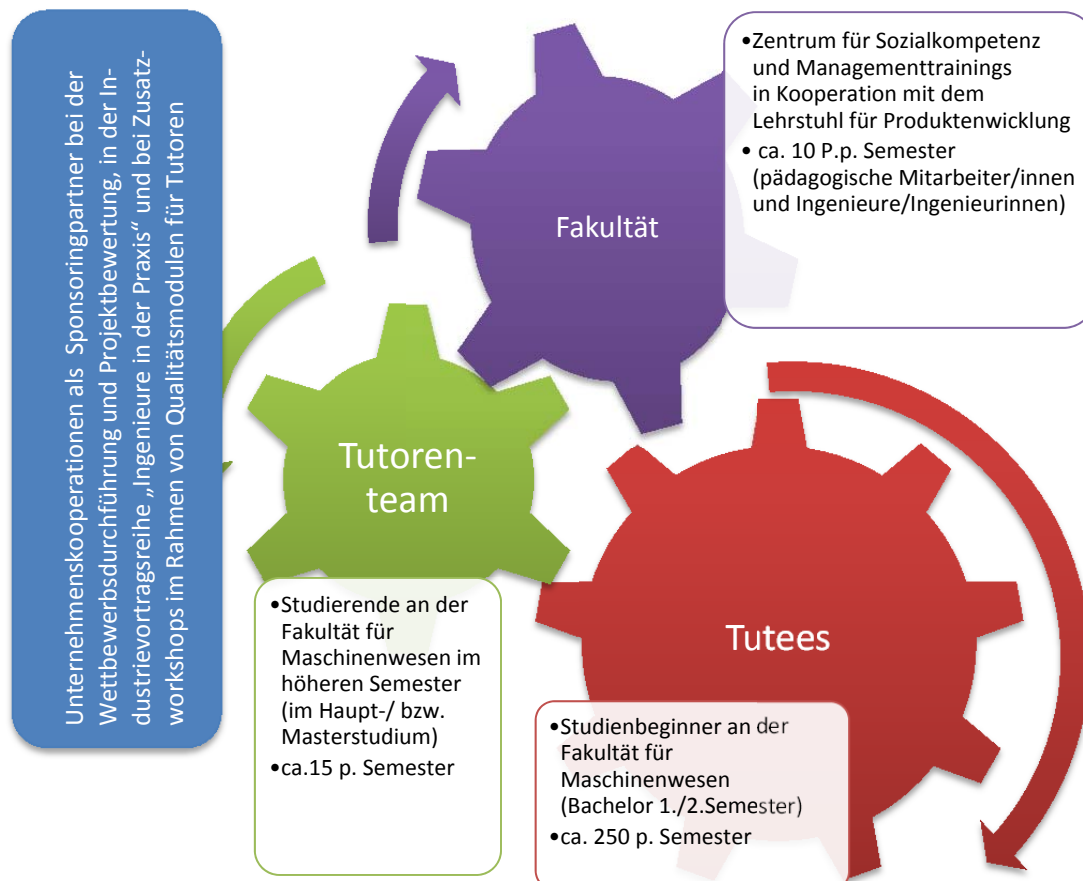 Unternehmenskooperationen als Sponsoringpartner bei der
Wettbewerbsdurchführung und Projektbewertung, in der In-
dustrievortragsreihe „Ingenieure in der Praxis“ und bei Zusatz-
workshops im Rahmen von Qualitätsmodulen für Tutoren
Fakultät
•Zentrum für Sozialkompetenz
und Managementtrainings
in Kooperation mit dem
Lehrstuhl für Produktenwicklung
• ca. 10 P.p. Semester
(pädagogische Mitarbeiter/innen
und Ingenieure/Ingenieurinnen)
Tutoren-
team
•Studierende an der
Fakultät für
Maschinenwesen im
höheren Semester
(im Haupt-/ bzw.
Masterstudium)
•ca.15 p. Semester
Tutees
•Studienbeginner an der
Fakultät für
Maschinenwesen
(Bachelor 1./2.Semester)
•ca. 250 p. Semester